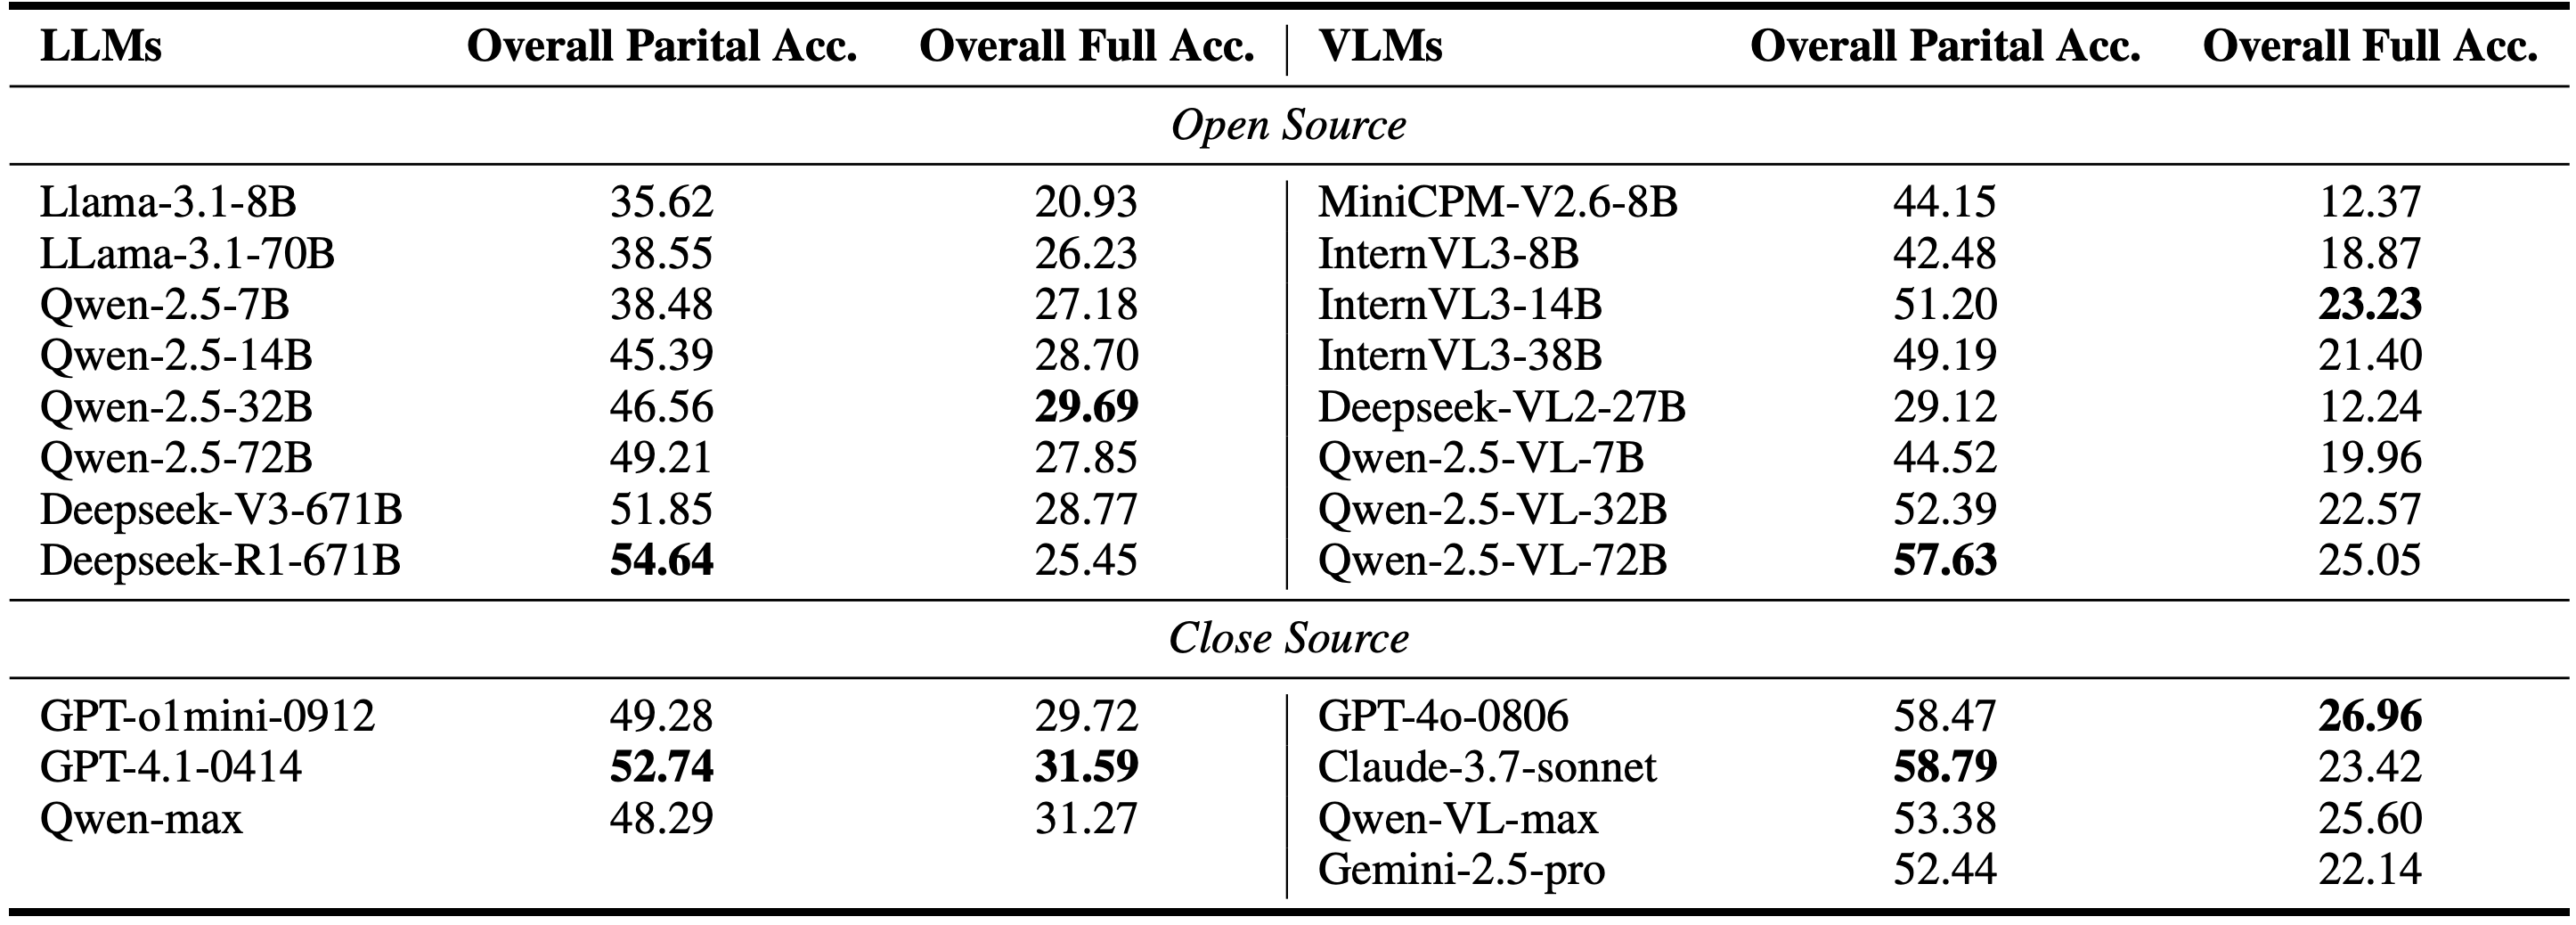 LLMs Overall Parital Acc. Overall Full Acc. VLMs Overall Parital Acc. Overall Full Acc.
Open Source
Llama-3.1-8B 35.62 20.93 MiniCPM-V2.6-8B 44.15 12.37
LLama-3.1-70B 38.55 26.23 InternVL3-8B 42.48 18.87
Qwen-2.5-7B 38.48 27.18 InternVL3-14B 51.20 23.23
Qwen-2.5-14B 45.39 28.70 InternVL3-38B 49.19 21.40
Qwen-2.5-32B 46.56 29.69 Deepseek-VL2-27B 29.12 12.24
Qwen-2.5-72B 49.21 27.85 Qwen-2.5-VL-7B 44.52 19.96
Deepseek-V3-671B 51.85 28.77 Qwen-2.5-VL-32B 52.39 22.57
Deepseek-R1-671B 54.64 25.45 Qwen-2.5-VL-72B 57.63 25.05
Close Source
GPT-o1mini-0912 49.28 29.72 GPT-4o-0806 58.47 26.96
GPT-4.1-0414 52.74 31.59 Claude-3.7-sonnet 58.79 23.42
Qwen-max 48.29 31.27 Qwen-VL-max 53.38 25.60
Gemini-2.5-pro 52.44 22.14